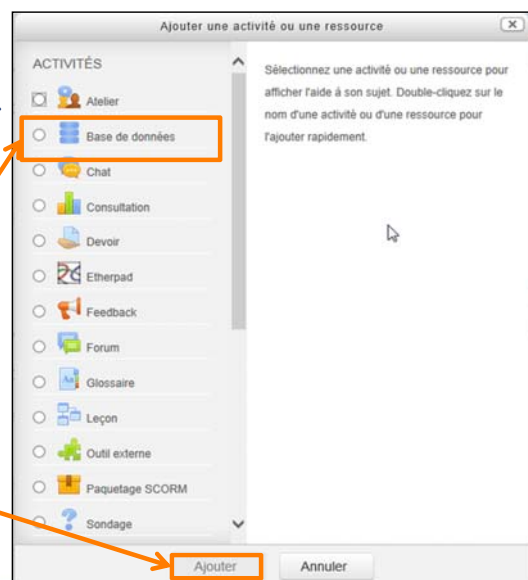 Ajouter une activité ou une ressource
ACTIVITÉS
Atelier
Base de données
Chat
Consultation
Devoir
Etherpad
Feedback
Forum
Glossaire
Leçon
Outil externe
Paquetage SCORM
Sondage
Sélectionnez une activité ou une ressource pour
afficher l'aide à son sujet. Double-cliquez sur le
nom d'une activité ou d'une ressource pour
l'ajouter rapidement.
Ajouter
Annuler